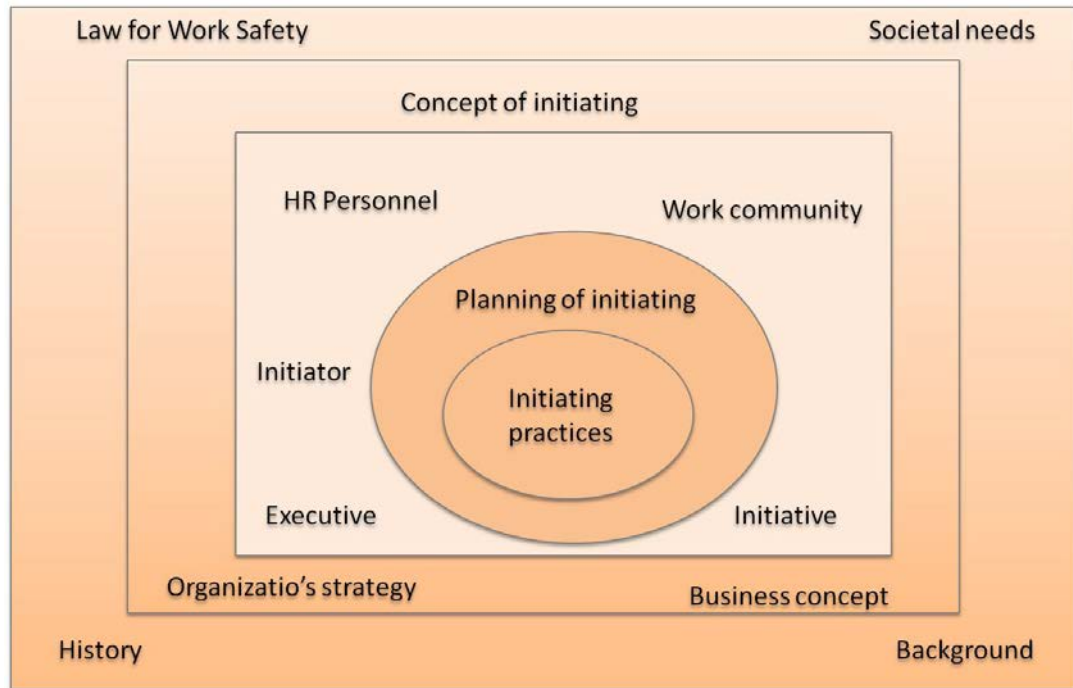 Law for Work Safety
Societal needs
Concept of initiating
HR Personnel
Work community
Planning of initiating
Initiator
Initiating
practices
Executive
Initiative
Organizatio's strategy
Business concept
History
Background